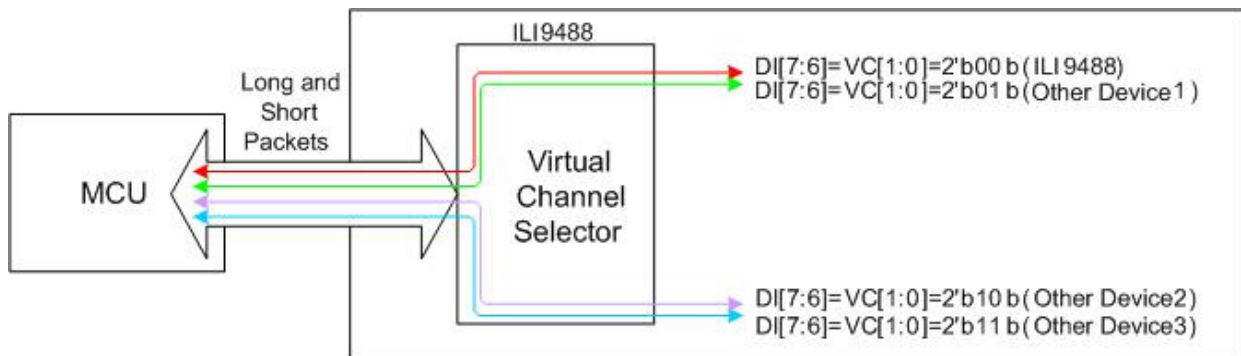 ILI9488
Long and
Short
Packets
MCU
Virtual
Channel
Selector
DI[7:6]=VC[1:0]=2'b00 b (ILI9488)
DI[7:6]=VC[1:0]=2'b01 b (Other Device1)
DI[7:6]=VC[1:0]=2'b10 b (Other Device2)
DI[7:6]=VC[1:0]=2'b11 b (Other Device3)